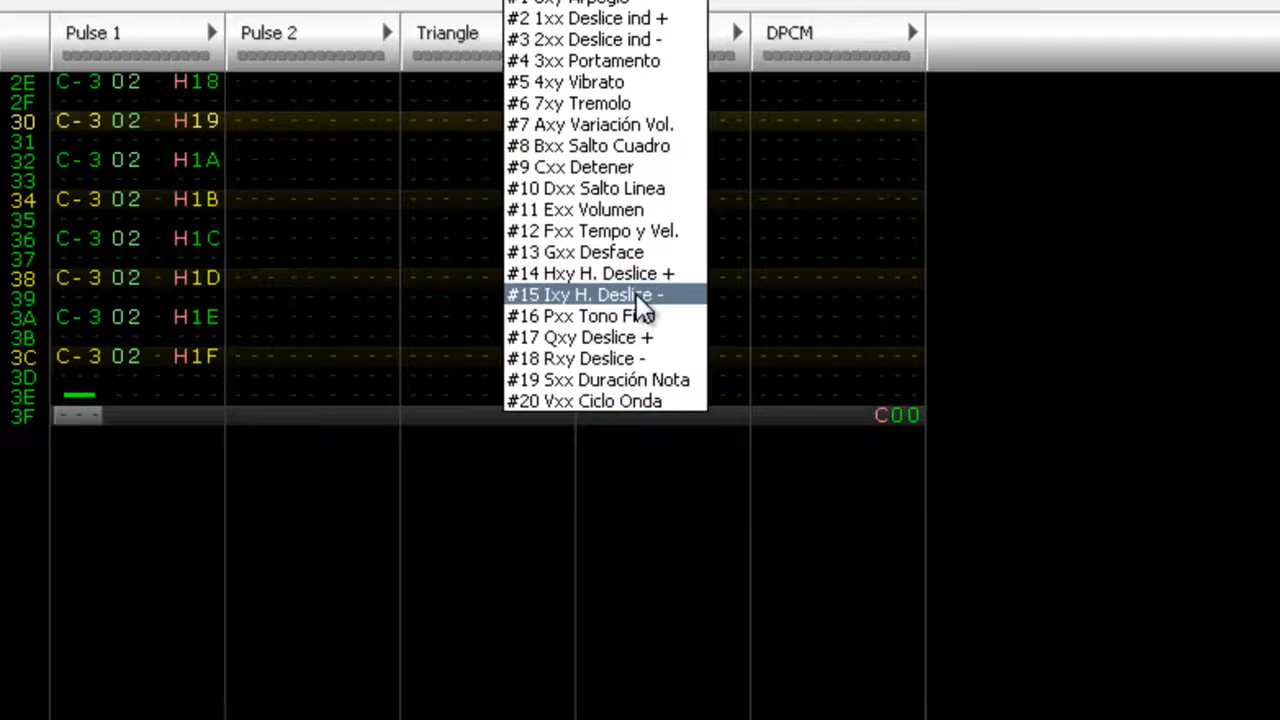 Pulse 1
Pulse 2
Triangle
DPCM
#2 1xx Deslice ind +
#3 2xx Deslice ind -
#4 3xx Portamento
#5 4xy Vibrato
#6 7xy Tremolo
#7 Axy Variación Vol.
#8 Bxx Salto Cuadro
#9 Cxx Detener
#10 Dxx Salto Linea
#11 Exx Volumen
#12 Fxx Tempo y Vel.
#13 Gxx Desface
#14 Hxy H. Deslice +
#15 Ixy H. Deslice -
#16 Pxx Tono Fino
#17 Qxy Deslice +
#18 Rxy Deslice -
#19 Sxx Duración Nota
#20 Vxx Ciclo Onda
2E C-3 02 H18
2F
30 C-3 02 H19
31
32 C-3 02 H1A
33
34 C-3 02 H1B
35
36 C-3 02 H1C
37
38 C-3 02 H1D
39
3A C-3 02 H1E
3B
3C C-3 02 H1F
3D
3E
3F --- C00